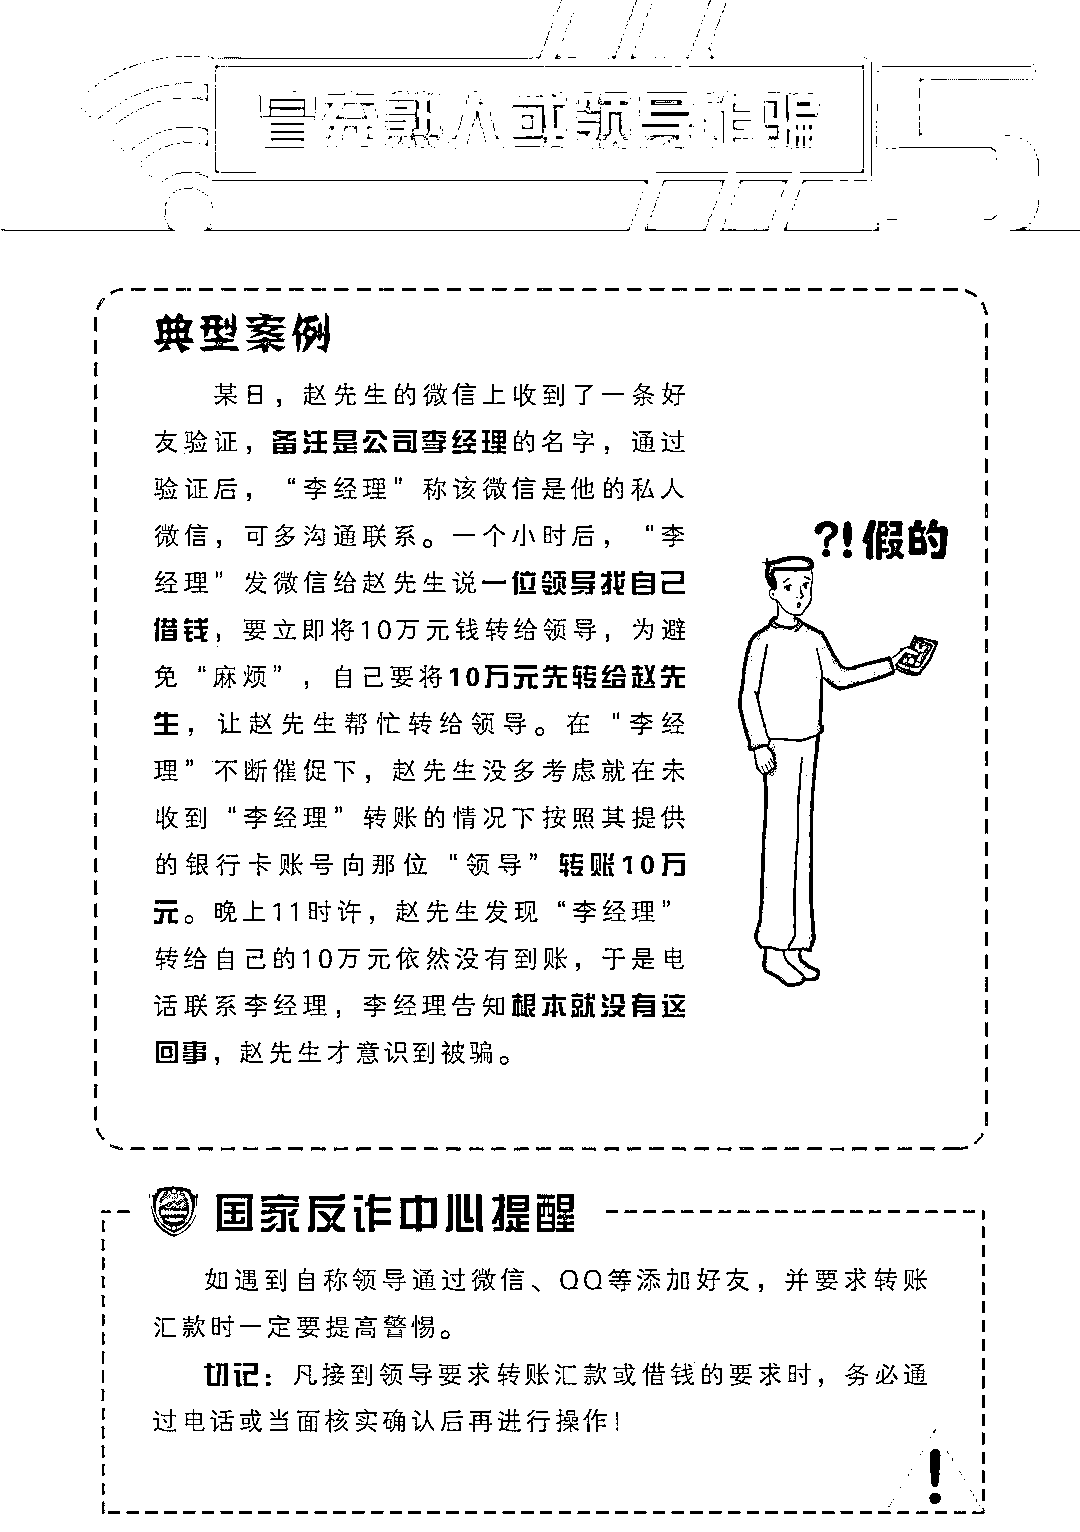 冒充熟人或领导诈骗
5
典型案例
某日，赵先生的微信上收到了一条好
友验证，备注是公司李经理的名字，通过
验证后，“李经理”称该微信是他的私人
微信，可多沟通联系。一个小时后，“李
经理”发微信给赵先生说一位领导找自己
借钱，要立即将10万元钱转给领导，为避
免“麻烦”，自己要将10万元先转给赵先
生，让赵先生帮忙转给领导。在“李经
理”不断催促下，赵先生没多考虑就在未
收到“李经理”转账的情况下按照其提供
的银行卡账号向那位“领导”转账10万
元。晚上11时许，赵先生发现“李经理”
转给自己的10万元依然没有到账，于是电
话联系李经理，李经理告知根本就没有这
回事，赵先生才意识到被骗。
?!假的
国家反诈中心提醒
如遇到自称领导通过微信、QQ等添加好友，并要求转账
汇款时一定要提高警惕。
切记：凡接到领导要求转账汇款或借钱的要求时，务必通
过电话或当面核实确认后再进行操作！
!